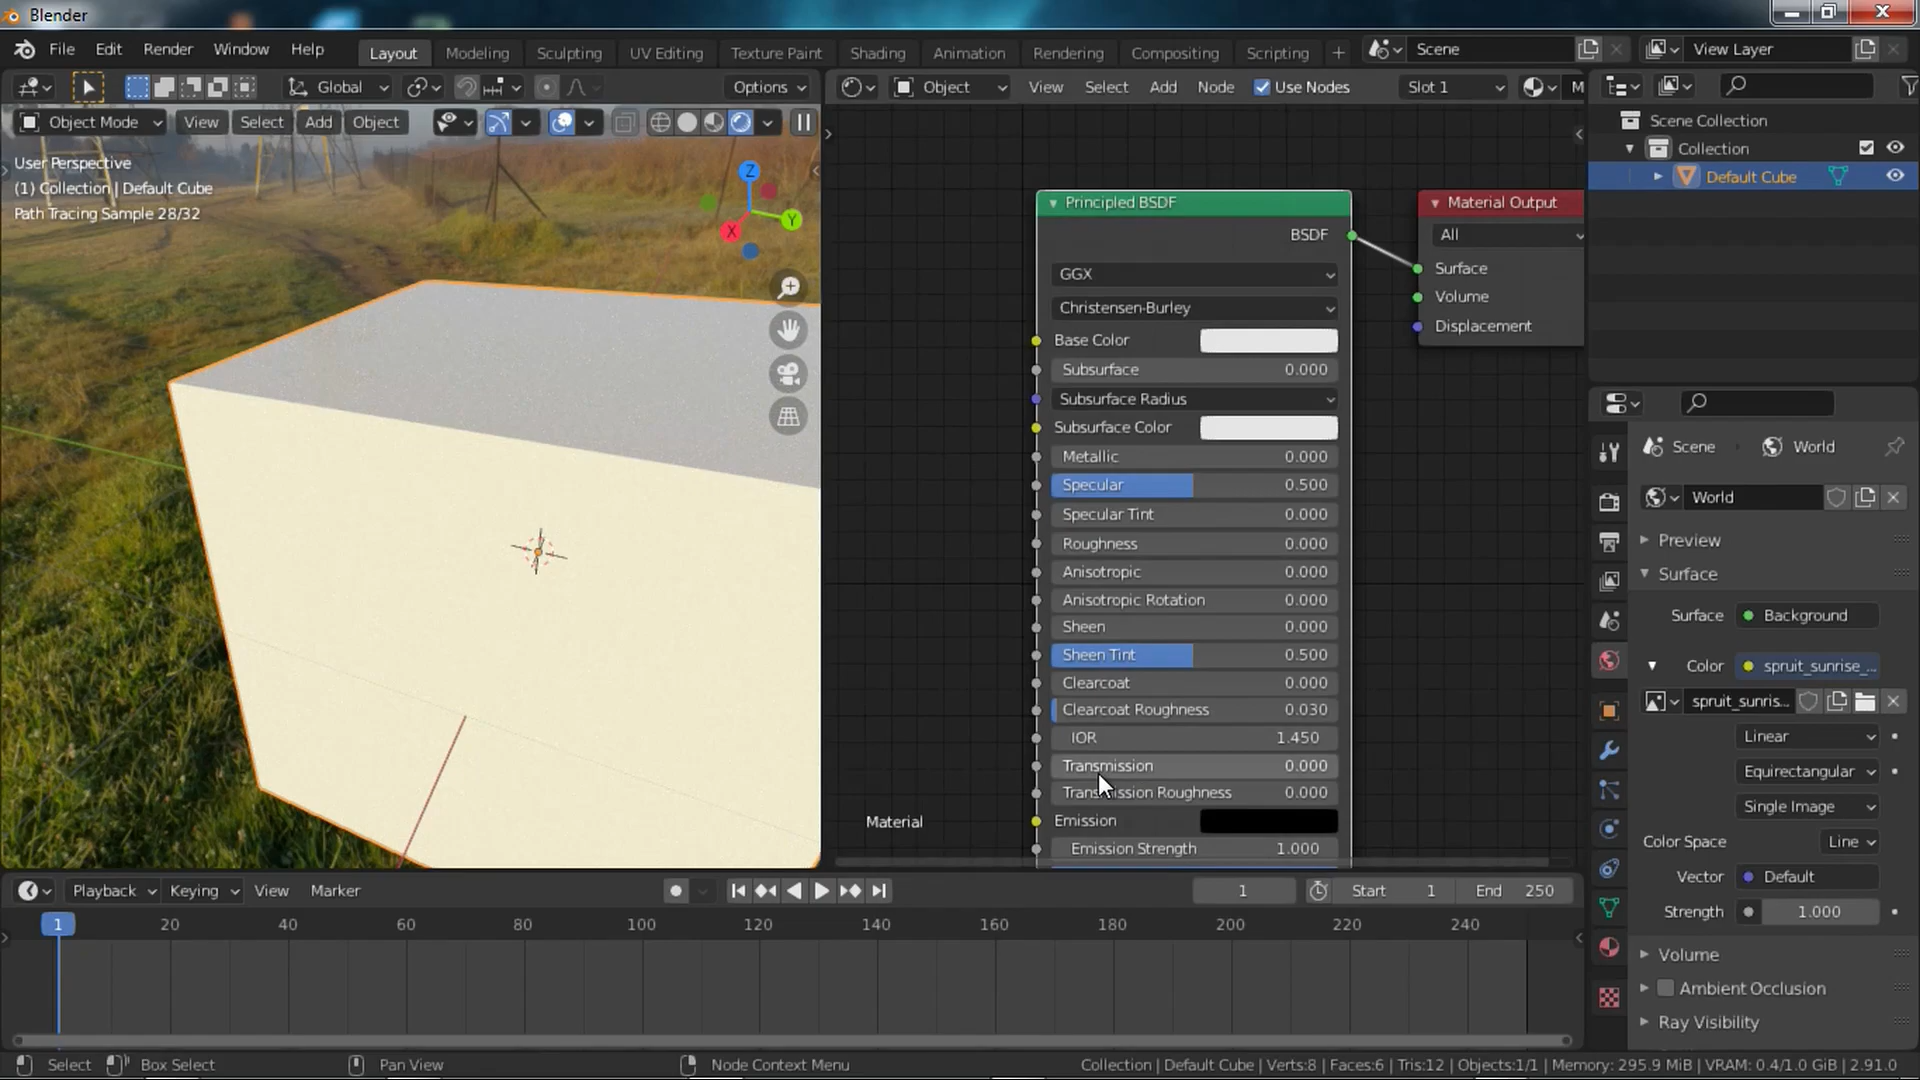 Blender
File Edit Render Window Help
Layout Modeling Sculpting UV Editing Texture Paint Shading Animation Rendering Compositing Scripting +
Scene
View Layer
Global
Options
Object
View Select Add Node Use Nodes
Slot 1
M
Object Mode View Select Add Object
User Perspective
(1) Collection | Default Cube
Path Tracing Sample 28/32
Z
Y
X
Principled BSDF
BSDF
GGX
Christensen-Burley
Base Color
Subsurface 0.000
Subsurface Radius
Subsurface Color
Metallic 0.000
Specular 0.500
Specular Tint 0.000
Roughness 0.000
Anisotropic 0.000
Anisotropic Rotation 0.000
Sheen 0.000
Sheen Tint 0.500
Clearcoat 0.000
Clearcoat Roughness 0.030
IOR 1.450
Transmission 0.000
Transmission Roughness 0.000
Emission
Emission Strength 1.000
Material
Material Output
All
Surface
Volume
Displacement
Scene Collection
Collection
Default Cube
Scene World
World
Preview
Surface
Surface Background
Color spruit_sunrise_...
spruit_sunris...
Linear
Equirectangular
Single Image
Color Space Line
Vector Default
Strength 1.000
Volume
Ambient Occlusion
Ray Visibility
Playback Keying View Marker
1
Start 1
End 250
1 20 40 60 80 100 120 140 160 180 200 220 240
Select Box Select Pan View Node Context Menu
Collection | Default Cube | Verts:8 | Faces:6 | Tris:12 | Objects:1/1 | Memory: 295.9 MiB | VRAM: 0.4/1.0 GiB | 2.91.0